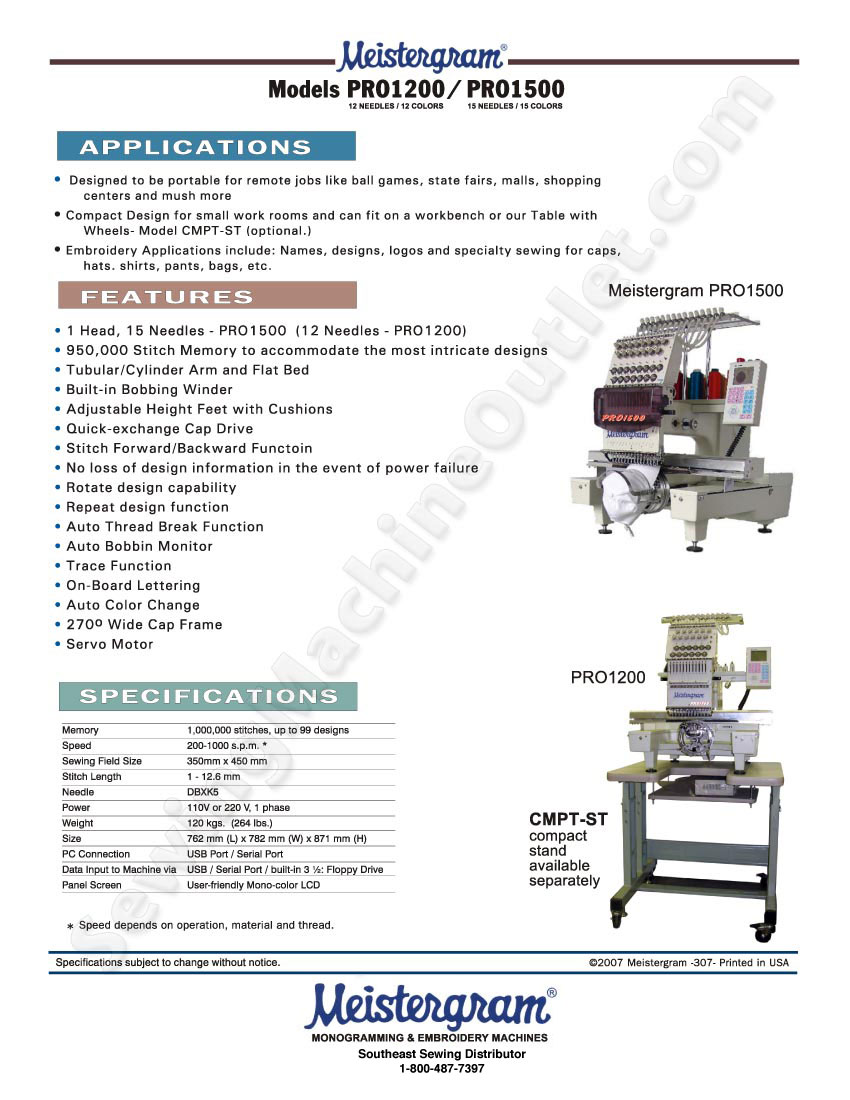 Meistergram®
Models PRO1200 / PRO1500
12 NEEDLES / 12 COLORS 15 NEEDLES / 15 COLORS
APPLICATIONS
• Designed to be portable for remote jobs like ball games, state fairs, malls, shopping
centers and mush more
• Compact Design for small work rooms and can fit on a workbench or our Table with
Wheels- Model CMPT-ST (optional.)
• Embroidery Applications include: Names, designs, logos and specialty sewing for caps,
hats. shirts, pants, bags, etc.
FEATURES
• 1 Head, 15 Needles - PRO1500 (12 Needles - PRO1200)
• 950,000 Stitch Memory to accommodate the most intricate designs
• Tubular/Cylinder Arm and Flat Bed
• Built-in Bobbing Winder
• Adjustable Height Feet with Cushions
• Quick-exchange Cap Drive
• Stitch Forward/Backward Functoin
• No loss of design information in the event of power failure
• Rotate design capability
• Repeat design function
• Auto Thread Break Function
• Auto Bobbin Monitor
• Trace Function
• On-Board Lettering
• Auto Color Change
• 270º Wide Cap Frame
• Servo Motor
Meistergram PRO1500
PRO1500
Meistergram
PRO1200
Meistergram
CMPT-ST
compact
stand
available
separately
SPECIFICATIONS
Memory 1,000,000 stitches, up to 99 designs
Speed 200-1000 s.p.m. *
Sewing Field Size 350mm x 450 mm
Stitch Length 1 - 12.6 mm
Needle DBXK5
Power 110V or 220 V, 1 phase
Weight 120 kgs. (264 lbs.)
Size 762 mm (L) x 782 mm (W) x 871 mm (H)
PC Connection USB Port / Serial Port
Data Input to Machine via USB / Serial Port / built-in 3 ½: Floppy Drive
Panel Screen User-friendly Mono-color LCD
* Speed depends on operation, material and thread.
Specifications subject to change without notice.
©2007 Meistergram -307- Printed in USA
Meistergram®
MONOGRAMMING & EMBROIDERY MACHINES
Southeast Sewing Distributor
1-800-487-7397
SewingMachineOutlet.com